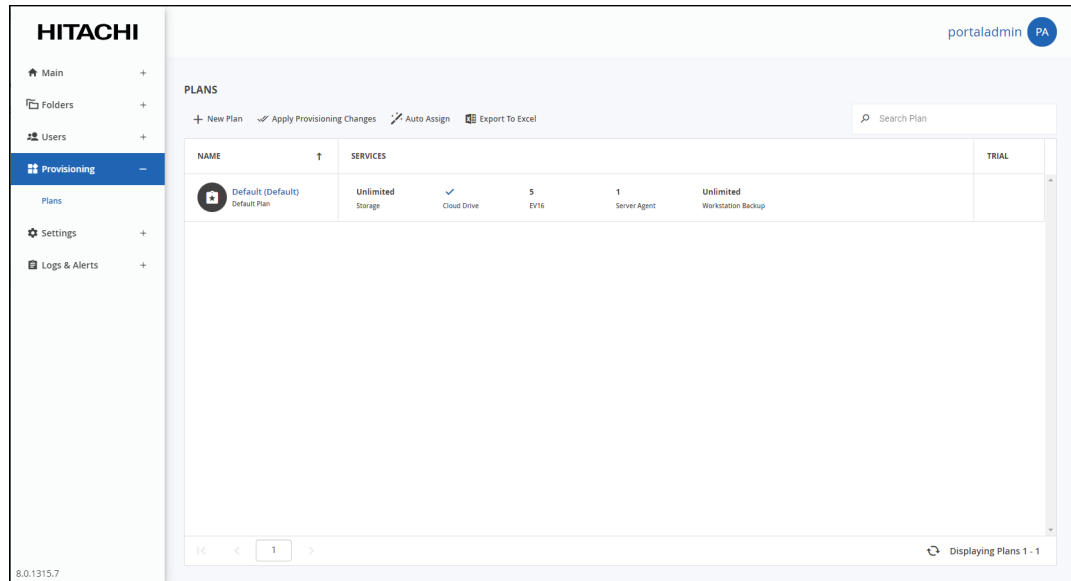 HITACHI
portaladmin PA
Main
Folders
Users
Provisioning
Plans
Settings
Logs & Alerts
8.0.1315.7
PLANS
New Plan Apply Provisioning Changes Auto Assign Export To Excel
Search Plan
NAME SERVICES TRIAL
Default (Default) Unlimited 5 1 Unlimited
Default Plan Storage Cloud Drive EV16 Server Agent Workstation Backup
1
Displaying Plans 1 - 1